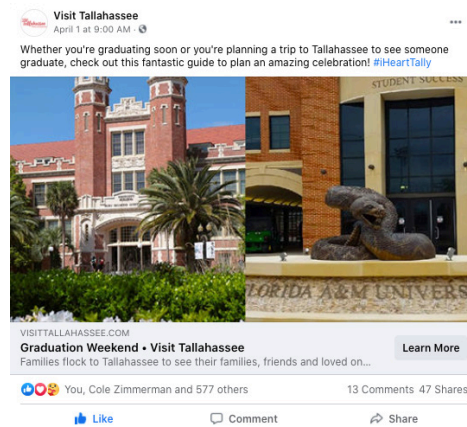 Visit Tallahassee
April 1 at 9:00 AM ·
Whether you're graduating soon or you're planning a trip to Tallahassee to see someone
graduate, check out this fantastic guide to plan an amazing celebration! #iHeartTally
STUDENT SUCCESS
LORIDA A&M UNIVERS
VISITTALLAHASSEE.COM
Graduation Weekend • Visit Tallahassee
Learn More
Families flock to Tallahassee to see their families, friends and loved on...
You, Cole Zimmerman and 577 others
13 Comments 47 Shares
Like
Comment
Share